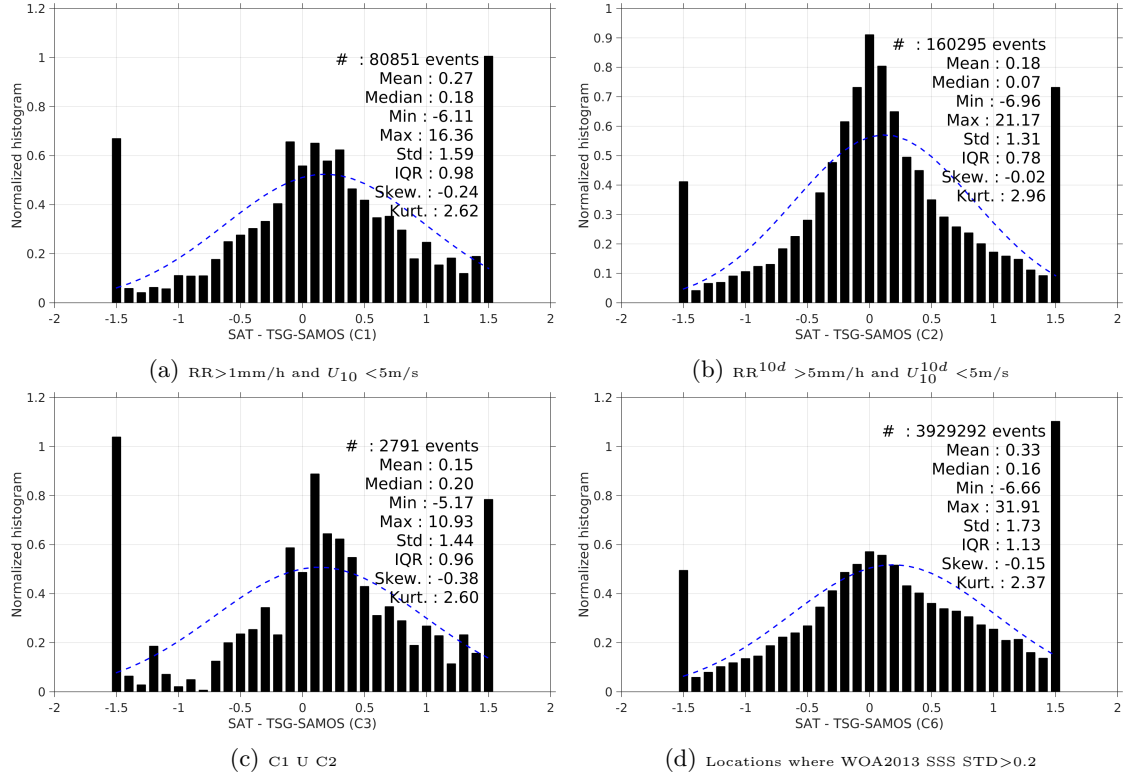 1.2
1
0.8
0.6
0.4
0.2
0
Normalized histogram
# : 80851 events
Mean : 0.27
Median : 0.18
Min : -6.11
Max : 16.36
Std : 1.59
IQR : 0.98
Skew. : -0.24
Kurt. : 2.62
-2 -1.5 -1 -0.5 0 0.5 1 1.5 2
SAT - TSG-SAMOS (C1)
(a) RR>1mm/h and U10 <5m/s
1
0.9
0.8
0.7
0.6
0.5
0.4
0.3
0.2
0.1
0
Normalized histogram
# : 160295 events
Mean : 0.18
Median : 0.07
Min : -6.96
Max : 21.17
Std : 1.31
IQR : 0.78
Skew. : -0.02
Kurt. : 2.96
-2 -1.5 -1 -0.5 0 0.5 1 1.5 2
SAT - TSG-SAMOS (C2)
(b) RR^10d >5mm/h and U_10^10d <5m/s
1.2
1
0.8
0.6
0.4
0.2
0
Normalized histogram
# : 2791 events
Mean : 0.15
Median : 0.20
Min : -5.17
Max : 10.93
Std : 1.44
IQR : 0.96
Skew. : -0.38
Kurt. : 2.60
-2 -1.5 -1 -0.5 0 0.5 1 1.5 2
SAT - TSG-SAMOS (C3)
(c) C1 U C2
1.2
1
0.8
0.6
0.4
0.2
0
Normalized histogram
# : 3929292 events
Mean : 0.33
Median : 0.16
Min : -6.66
Max : 31.91
Std : 1.73
IQR : 1.13
Skew. : -0.15
Kurt. : 2.37
-2 -1.5 -1 -0.5 0 0.5 1 1.5 2
SAT - TSG-SAMOS (C6)
(d) Locations where WOA2013 SSS STD>0.2